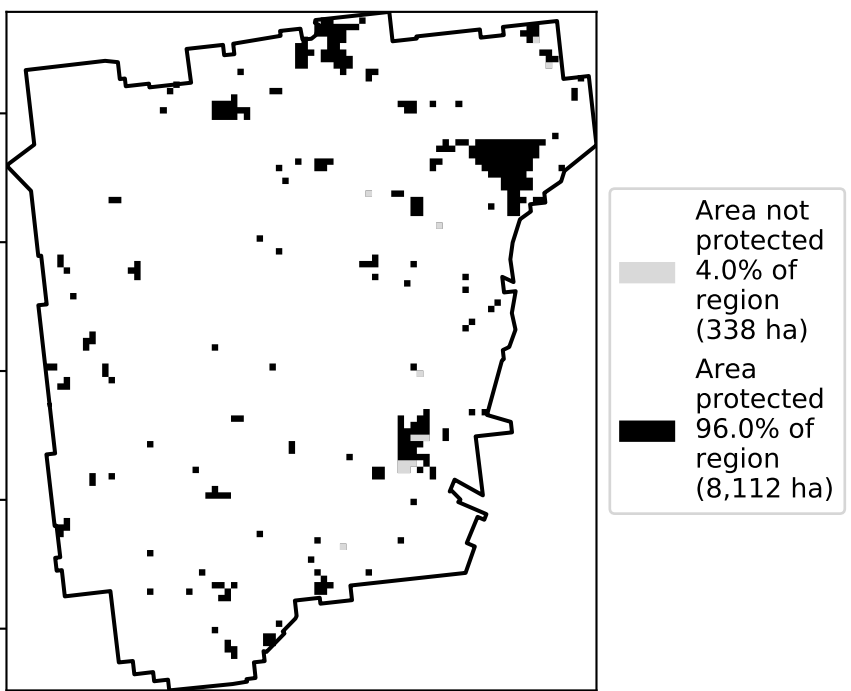 Area not
protected
4.0% of
region
(338 ha)
Area
protected
96.0% of
region
(8,112 ha)